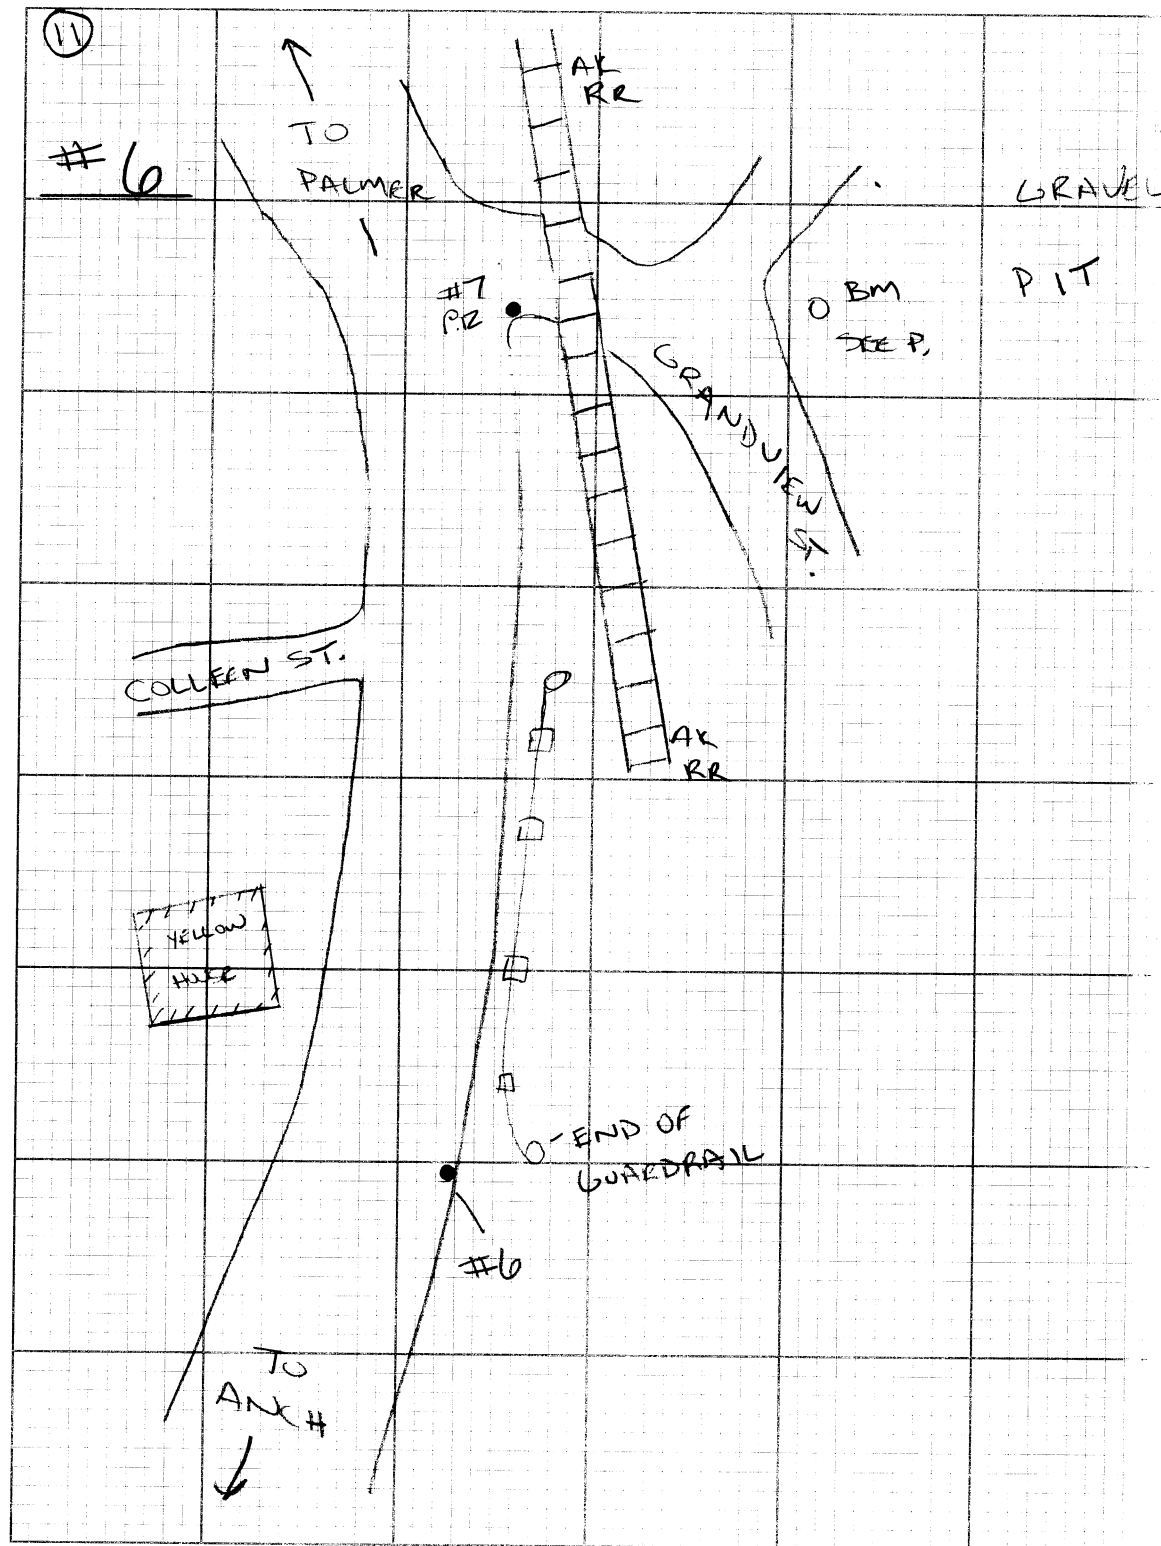 11
AK
RR
TO
PALMER
# 6
GRAVEL
PIT
#7
BM
SEE P.
GRANDVIEW ST.
COLLEEN ST.
AK
RR
YELLOW
END OF
GUARDRAIL
#6
TO
ANCH